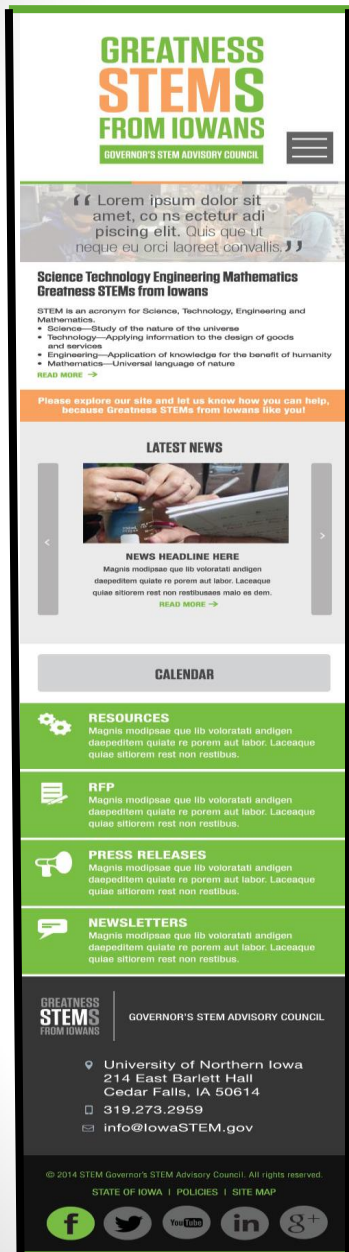 GREATNESS
STEMS
FROM IOWANS
GOVERNOR'S STEM ADVISORY COUNCIL
“ Lorem ipsum dolor sit
amet, co ns ectetur adi
piscing elit. Quis que ut
neque eu orci laoreet convallis.”
Science Technology Engineering Mathematics
Greatness STEMs from Iowans
STEM is an acronym for Science, Technology, Engineering and
Mathematics.
• Science—Study of the nature of the universe
• Technology—Applying information to the design of goods
and services
• Engineering—Application of knowledge for the benefit of humanity
• Mathematics—Universal language of nature
READ MORE →
Please explore our site and let us know how you can help,
because Greatness STEMs from Iowans like you!
LATEST NEWS
<
>
NEWS HEADLINE HERE
Magnis modipsae que lib voloratati andigen
daepeditem quiate re porem aut labor. Laceaque
quiae sitiorem rest non restibusaes maio es dem.
READ MORE →
CALENDAR
RESOURCES
Magnis modipsae que lib voloratati andigen
daepeditem quiate re porem aut labor. Laceaque
quiae sitiorem rest non restibus.
RFP
Magnis modipsae que lib voloratati andigen
daepeditem quiate re porem aut labor. Laceaque
quiae sitiorem rest non restibus.
PRESS RELEASES
Magnis modipsae que lib voloratati andigen
daepeditem quiate re porem aut labor. Laceaque
quiae sitiorem rest non restibus.
NEWSLETTERS
Magnis modipsae que lib voloratati andigen
daepeditem quiate re porem aut labor. Laceaque
quiae sitiorem rest non restibus.
GREATNESS
STEMS
FROM IOWANS
GOVERNOR'S STEM ADVISORY COUNCIL
University of Northern Iowa
214 East Barlett Hall
Cedar Falls, IA 50614
319.273.2959
info@IowaSTEM.gov
© 2014 STEM Governor's STEM Advisory Council. All rights reserved.
STATE OF IOWA | POLICIES | SITE MAP
f
You Tube
in
g+